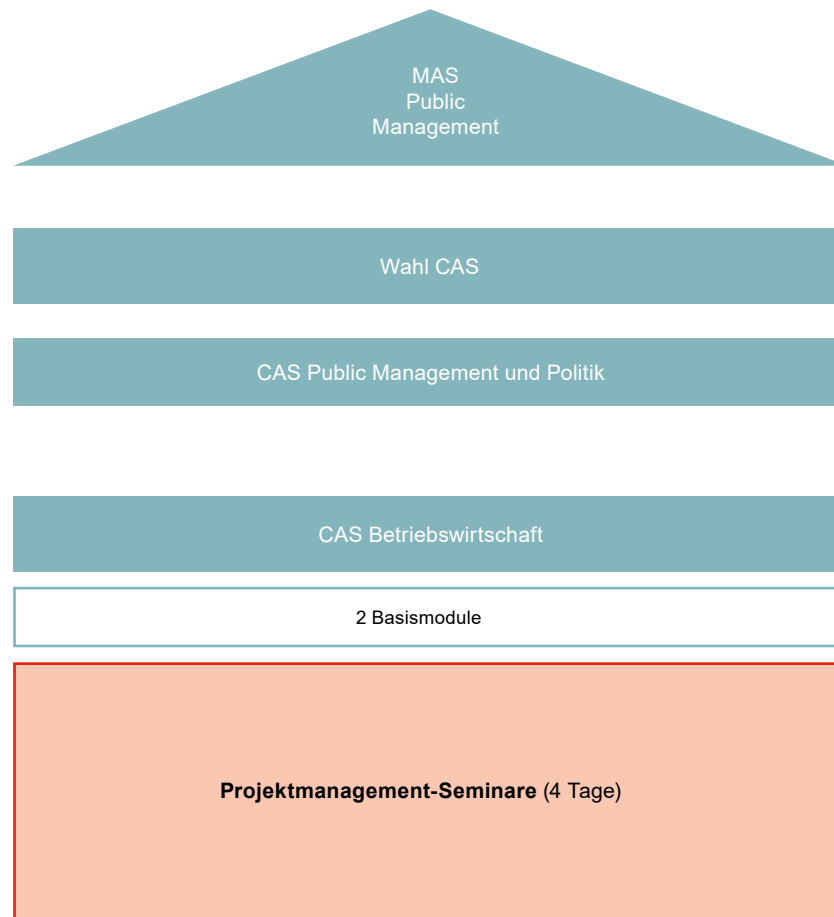 MAS
Public
Management
Wahl CAS
CAS Public Management und Politik
CAS Betriebswirtschaft
2 Basismodule
Projektmanagement-Seminare (4 Tage)